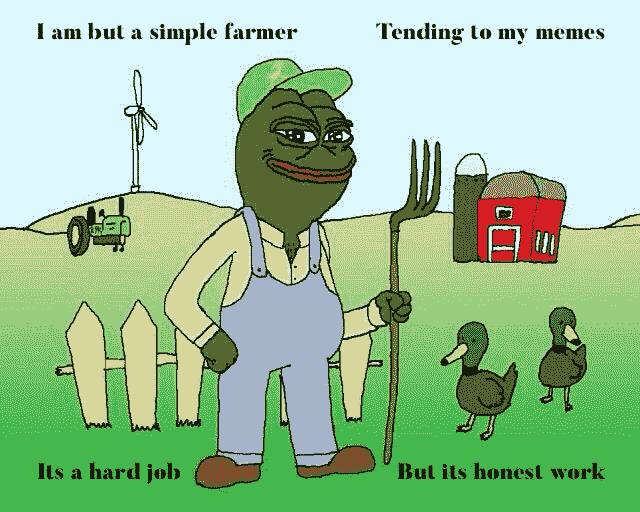 I am but a simple farmer
Tending to my memes
Its a hard job
But its honest work